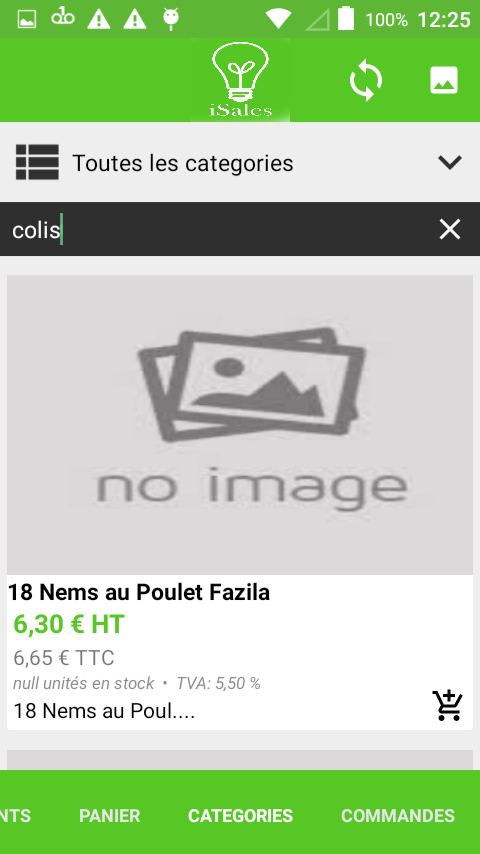 100% 12:25
iSales
Toutes les categories
colis
no image
18 Nems au Poulet Fazila
6,30 € HT
6,65 € TTC
null unités en stock • TVA: 5,50 %
18 Nems au Poul....
NTS PANIER CATEGORIES COMMANDES